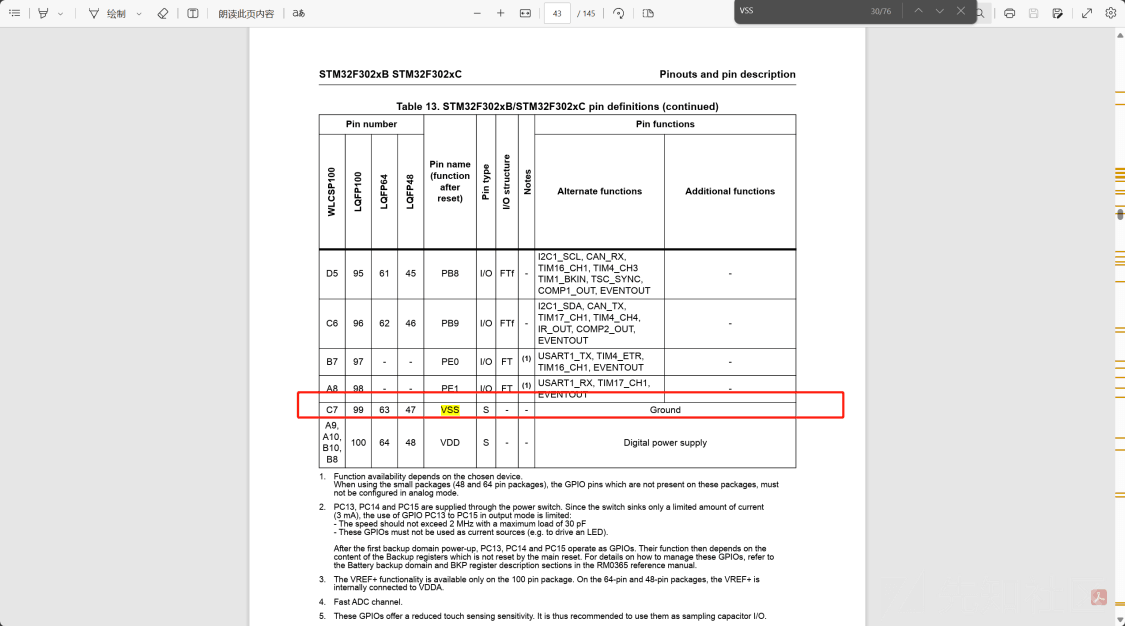 绘制
朗读此页内容
aあ
43 / 145
VSS 30/76
STM32F302xB STM32F302xC Pinouts and pin description
Table 13. STM32F302xB/STM32F302xC pin definitions (continued)
Pin number
Pin functions
WLCSP100
LQFP100
LQFP64
LQFP48
Pin name
(function
after
reset)
Pin type
I/O structure
Notes
Alternate functions
Additional functions
D5 95 61 45 PB8 I/O FTf - I2C1_SCL, CAN_RX,
TIM16_CH1, TIM4_CH3
TIM1_BKIN, TSC_SYNC,
COMP1_OUT, EVENTOUT
-
C6 96 62 46 PB9 I/O FTf - I2C1_SDA, CAN_TX,
TIM17_CH1, TIM4_CH4,
IR_OUT, COMP2_OUT,
EVENTOUT
-
B7 97 - - PE0 I/O FT (1) USART1_TX, TIM4_ETR,
TIM16_CH1, EVENTOUT
-
A8 98 - - PE1 I/O FT (1) USART1_RX, TIM17_CH1,
EVENTOUT
-
C7 99 63 47 VSS S - - Ground
A9,
A10,
B10,
B8
100 64 48 VDD S - - Digital power supply
1. Function availability depends on the chosen device.
When using the small packages (48 and 64 pin packages), the GPIO pins which are not present on these packages, must
not be configured in analog mode.
2. PC13, PC14 and PC15 are supplied through the power switch. Since the switch sinks only a limited amount of current
(3 mA), the use of GPIO PC13 to PC15 in output mode is limited:
- The speed should not exceed 2 MHz with a maximum load of 30 pF
- These GPIOs must not be used as current sources (e.g. to drive an LED).
After the first backup domain power-up, PC13, PC14 and PC15 operate as GPIOs. Their function then depends on the
content of the Backup registers which is not reset by the main reset. For details on how to manage these GPIOs, refer to
the Battery backup domain and BKP register description sections in the RM0365 reference manual.
3. The VREF+ functionality is available only on the 100 pin package. On the 64-pin and 48-pin packages, the VREF+ is
internally connected to VDDA.
4. Fast ADC channel.
5. These GPIOs offer a reduced touch sensing sensitivity. It is thus recommended to use them as sampling capacitor I/O.